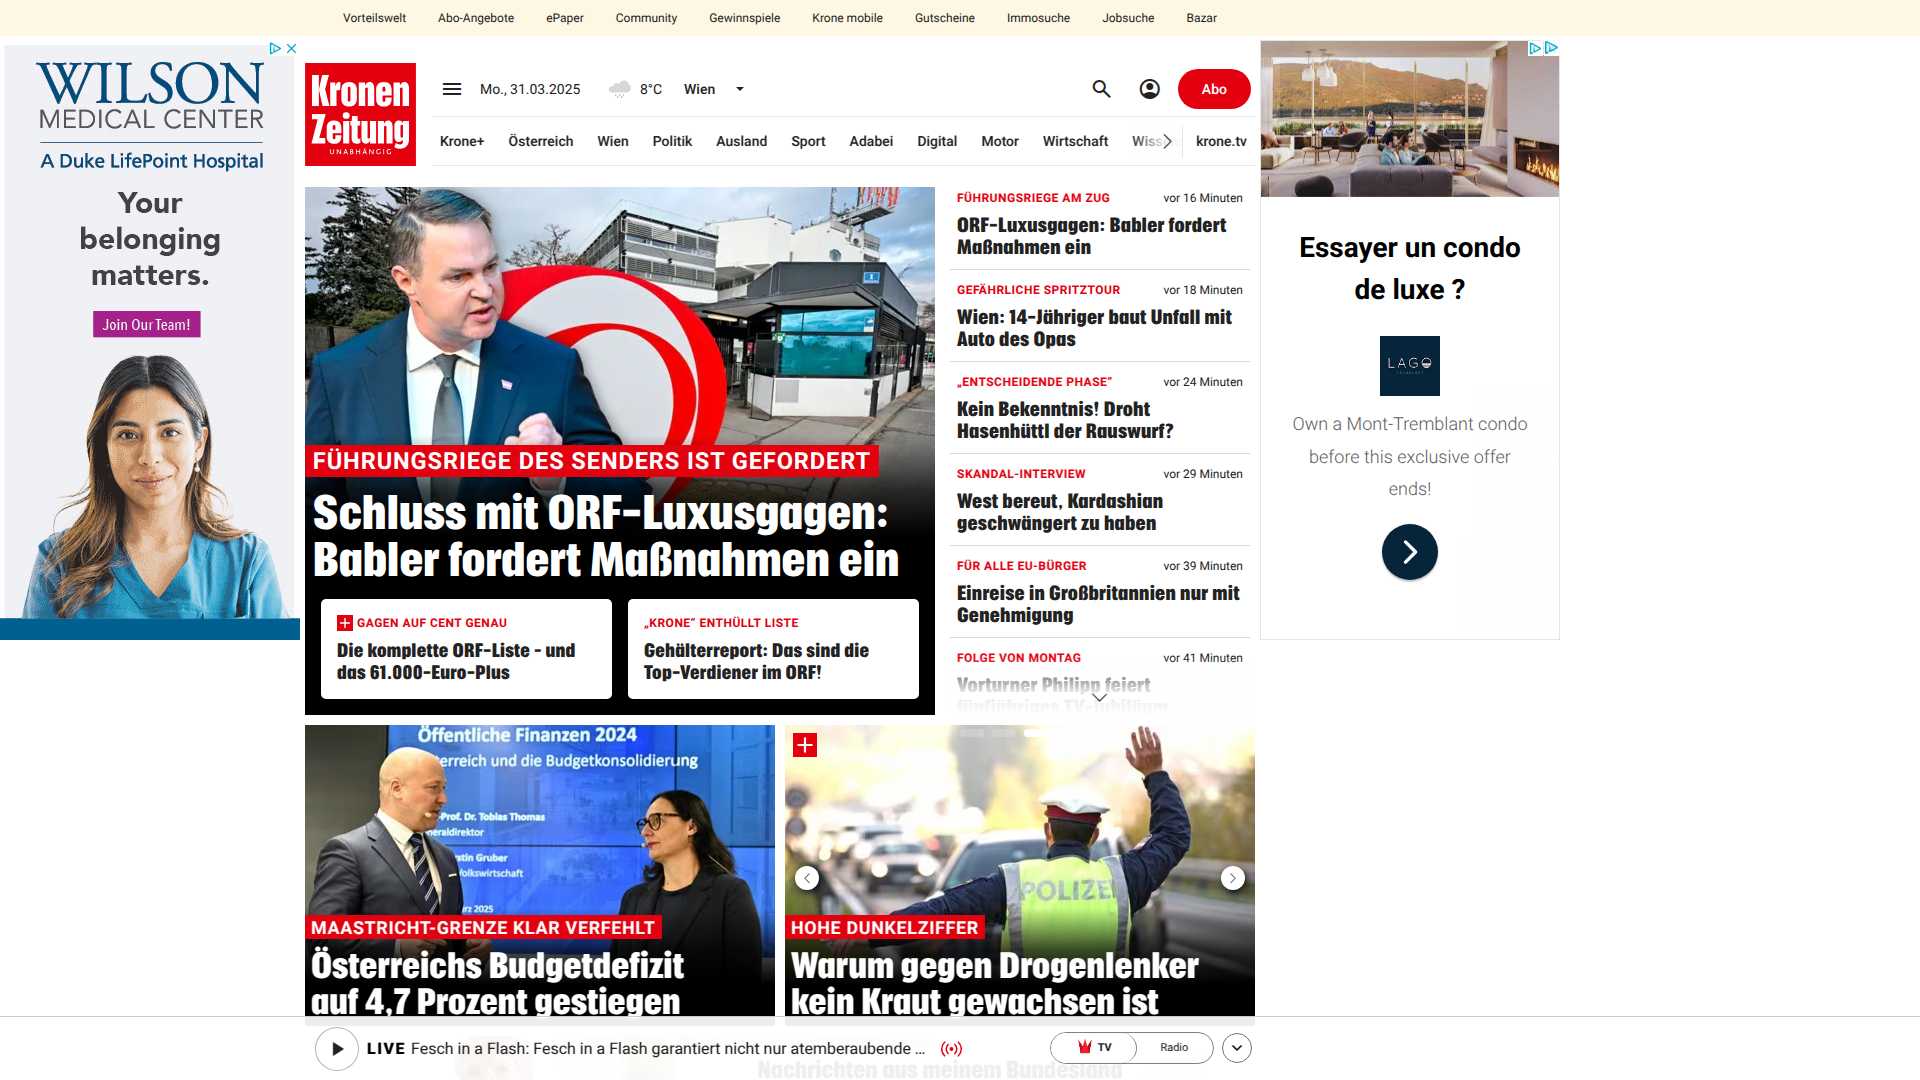 Vorteilswelt Abo-Angebote ePaper Community Gewinnspiele Krone mobile Gutscheine Immosuche Jobsuche Bazar
WILSON
MEDICAL CENTER
A Duke LifePoint Hospital
Your
belonging
matters.
Join Our Team!
Kronen
Zeitung
UNABHÄNGIG
Mo., 31.03.2025 8°C Wien
Abo
Krone+ Österreich Wien Politik Ausland Sport Adabei Digital Motor Wirtschaft Wiss krone.tv
FÜHRUNGSRIEGE DES SENDERS IST GEFORDERT
Schluss mit ORF-Luxusgagen:
Babler fordert Maßnahmen ein
GAGEN AUF CENT GENAU
Die komplette ORF-Liste - und
das 61.000-Euro-Plus
„KRONE“ ENTHÜLLT LISTE
Gehälterreport: Das sind die
Top-Verdiener im ORF!
FÜHRUNGSRIEGE AM ZUG vor 16 Minuten
ORF-Luxusgagen: Babler fordert
Maßnahmen ein
GEFÄHRLICHE SPRITZTOUR vor 18 Minuten
Wien: 14-Jähriger baut Unfall mit
Auto des Opas
„ENTSCHEIDENDE PHASE“ vor 24 Minuten
Kein Bekenntnis! Droht
Hasenhüttl der Rauswurf?
SKANDAL-INTERVIEW vor 29 Minuten
West bereut, Kardashian
geschwängert zu haben
FÜR ALLE EU-BÜRGER vor 39 Minuten
Einreise in Großbritannien nur mit
Genehmigung
FOLGE VON MONTAG vor 41 Minuten
Vorturner Philipp feiert
fünfjähriges TV-Jubiläum
Essayer un condo
de luxe ?
LAGO
Own a Mont-Tremblant condo
before this exclusive offer
ends!
Öffentliche Finanzen 2024
terreich und die Budgetkonsolidierung
-Prof. Dr. Tobias Thomas
neraldirektor
stin Gruber
Volkswirtschaft
ärz 2025
MAASTRICHT-GRENZE KLAR VERFEHLT
Österreichs Budgetdefizit
auf 4,7 Prozent gestiegen
POLIZEI
HOHE DUNKELZIFFER
Warum gegen Drogenlenker
kein Kraut gewachsen ist
LIVE Fesch in a Flash: Fesch in a Flash garantiert nicht nur atemberaubende ...
TV Radio
Nachrichten aus meinem Bundesland